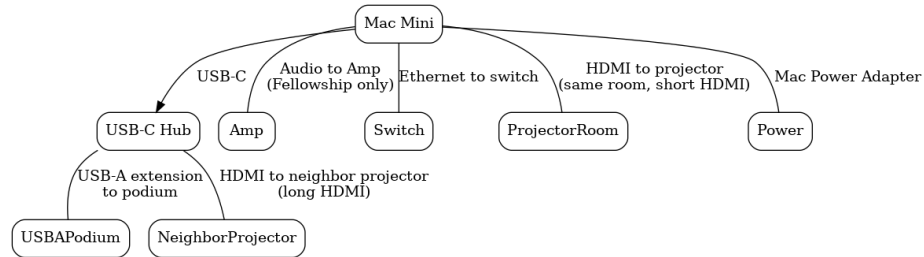 Mac Mini
USB-C
Audio to Amp
(Fellowship only)
Ethernet to switch
HDMI to projector
(same room, short HDMI)
Mac Power Adapter
USB-C Hub
Amp
Switch
ProjectorRoom
Power
USB-A extension
to podium
HDMI to neighbor projector
(long HDMI)
USBAPodium
NeighborProjector